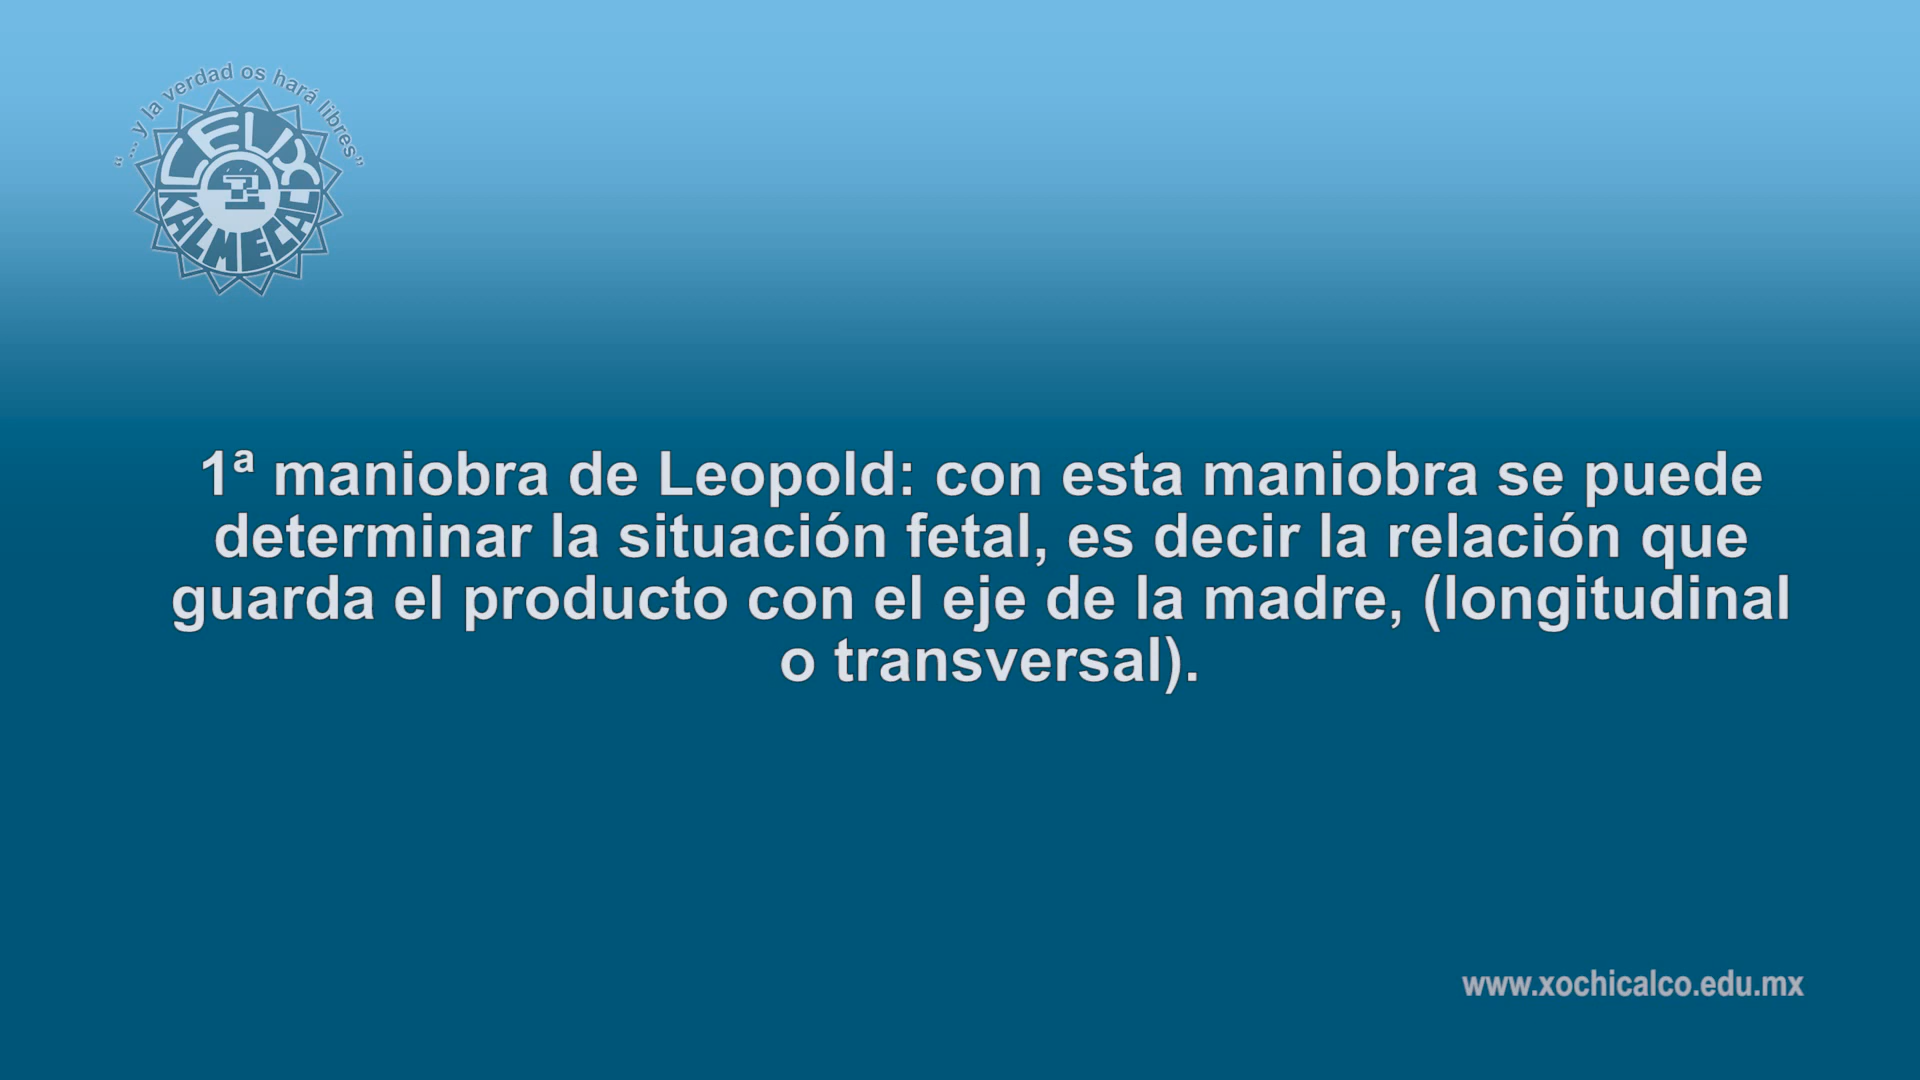 "... y la verdad os hará libres"
CEUX
KALMECAC
1ª maniobra de Leopold: con esta maniobra se puede
determinar la situación fetal, es decir la relación que
guarda el producto con el eje de la madre, (longitudinal
o transversal).
www.xochicalco.edu.mx